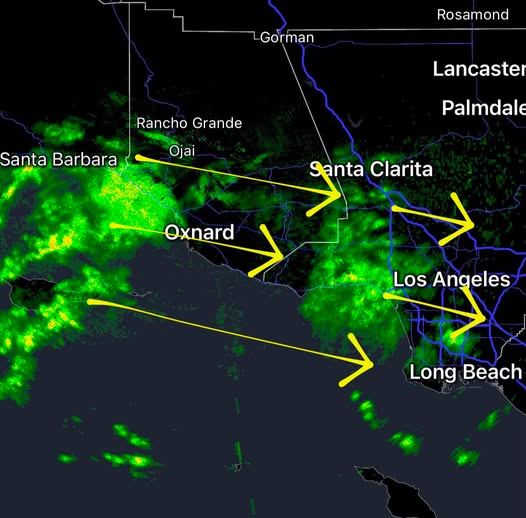 Rosamond
Gorman
Lancaster
Palmdale
Rancho Grande
Ojai
Santa Barbara
Santa Clarita
Oxnard
Los Angeles
Long Beach